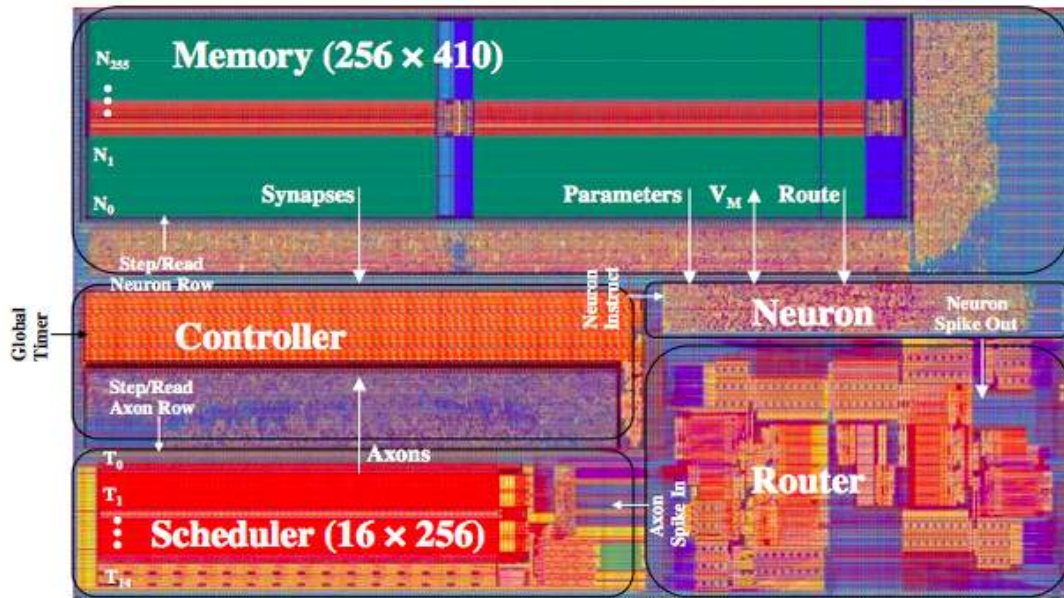 Memory (256 × 410)
N255
N1
N0
Synapses
Parameters
VM
Route
Step/Read
Neuron Row
Global
Timer
Controller
Neuron
Instruct
Neuron
Neuron
Spike Out
Step/Read
Axon Row
Axons
T0
T1
Scheduler (16 × 256)
T14
Axon
Spike In
Router